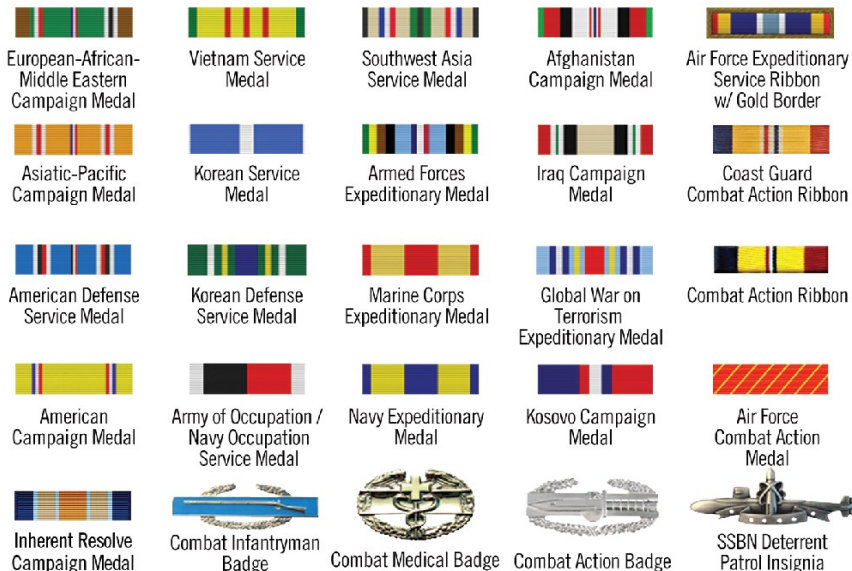 European-African-
Middle Eastern
Campaign Medal
Vietnam Service
Medal
Southwest Asia
Service Medal
Afghanistan
Campaign Medal
Air Force Expeditionary
Service Ribbon
w/ Gold Border
Asiatic-Pacific
Campaign Medal
Korean Service
Medal
Armed Forces
Expeditionary Medal
Iraq Campaign
Medal
Coast Guard
Combat Action Ribbon
American Defense
Service Medal
Korean Defense
Service Medal
Marine Corps
Expeditionary Medal
Global War on
Terrorism
Expeditionary Medal
Combat Action Ribbon
American
Campaign Medal
Army of Occupation /
Navy Occupation
Service Medal
Navy Expeditionary
Medal
Kosovo Campaign
Medal
Air Force
Combat Action
Medal
Inherent Resolve
Campaign Medal
Combat Infantryman
Badge
Combat Medical Badge
Combat Action Badge
SSBN Deterrent
Patrol Insignia